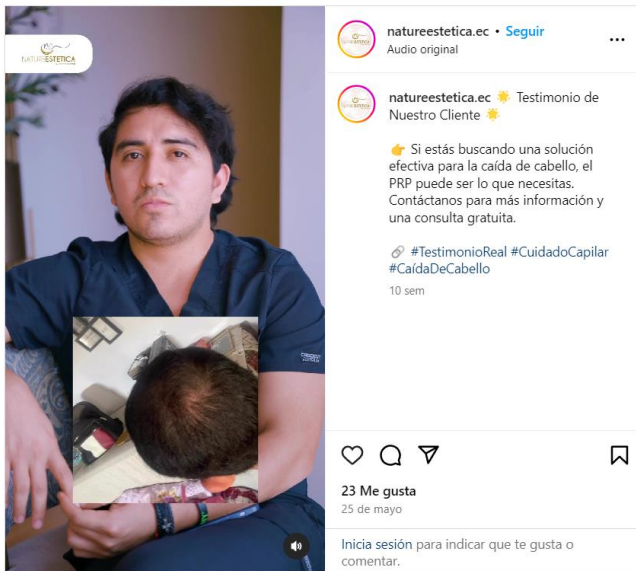 NATURESTETICA
natureestetica.ec • Seguir
Audio original
natureestetica.ec 🌟 Testimonio de
Nuestro Cliente 🌟
👉 Si estás buscando una solución
efectiva para la caída de cabello, el
PRP puede ser lo que necesitas.
Contáctanos para más información y
una consulta gratuita.
🔗 #TestimonioReal #CuidadoCapilar
#CaídaDeCabello
10 sem
23 Me gusta
25 de mayo
Inicia sesión para indicar que te gusta o
comentar.